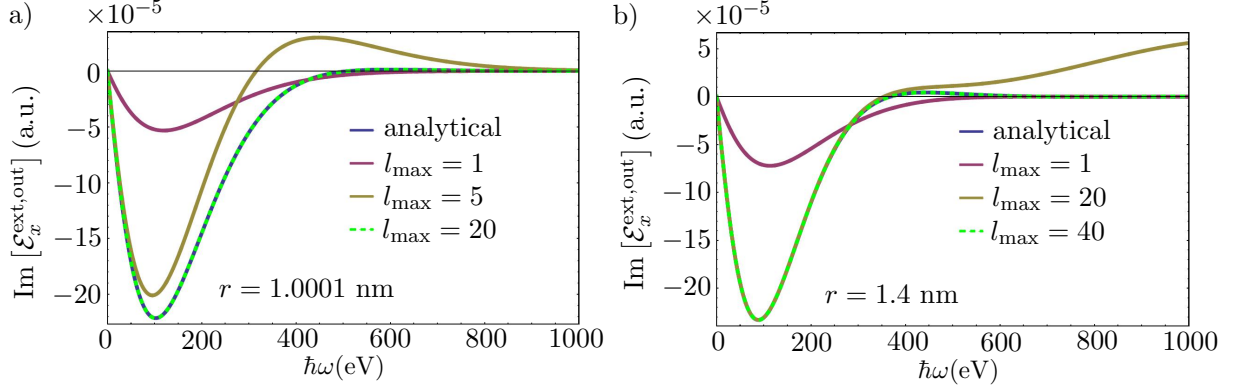 a)
×10⁻⁵
0
−5
−10
−15
−20
Im [ℰₓ^{ext,out}] (a.u.)
analytical
l_max = 1
l_max = 5
l_max = 20
r = 1.0001 nm
0 200 400 600 800 1000
ħω(eV)
b)
×10⁻⁵
5
0
−5
−10
−15
−20
Im [ℰₓ^{ext,out}] (a.u.)
analytical
l_max = 1
l_max = 20
l_max = 40
r = 1.4 nm
0 200 400 600 800 1000
ħω(eV)